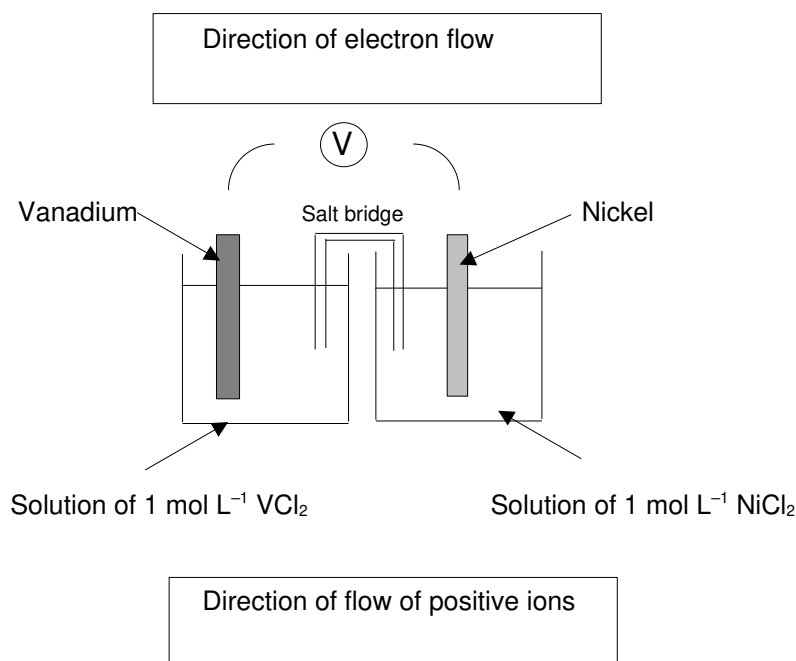 Direction of electron flow
V
Vanadium
Salt bridge
Nickel
Solution of 1 mol L⁻¹ VCl₂
Solution of 1 mol L⁻¹ NiCl₂
Direction of flow of positive ions